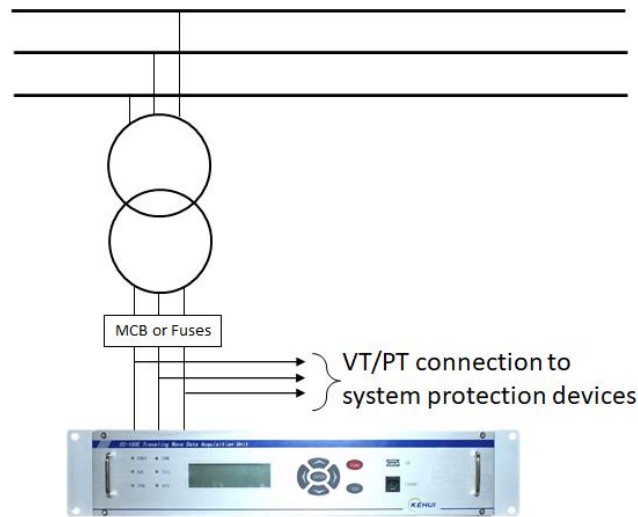 MCB or Fuses
VT/PT connection to
system protection devices
Traveling Wave Data Acquisition Unit
KEHUI